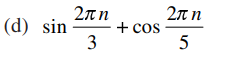 (d) sin 2πn/3 + cos 2πn/5